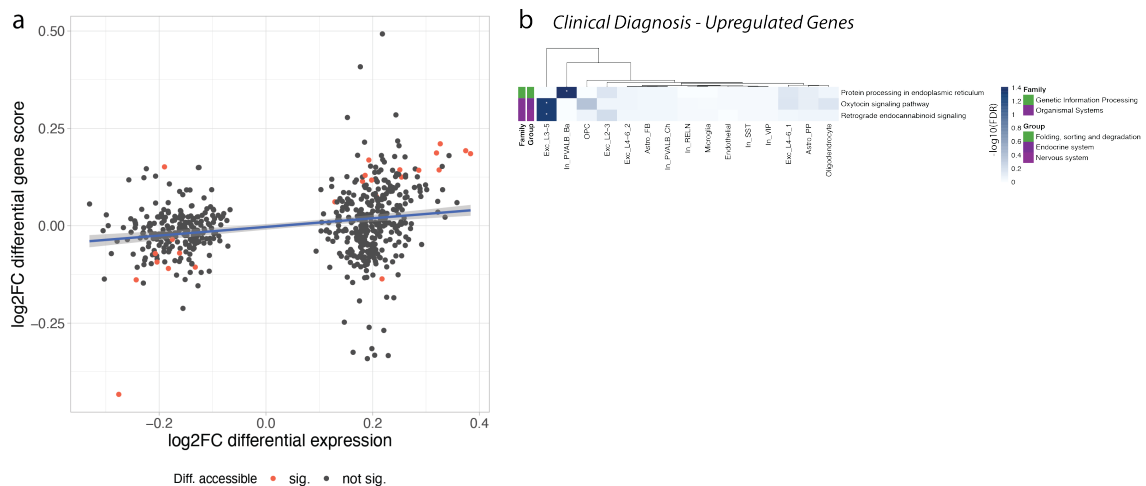 a
0.50
0.25
0.00
−0.25
−0.2
0.0
0.2
0.4
log2FC differential gene score
log2FC differential expression
Diff. accessible sig. not sig.
b
Clinical Diagnosis - Upregulated Genes
Protein processing in endoplasmic reticulum
Oxytocin signaling pathway
Retrograde endocannabinoid signaling
Family
Group
Exc_L3−5
In_PVALB_Ba
OPC
Exc_L2−3
Exc_L4−6_2
Astro_FB
In_PVALB_Ch
In_RELN
Microglia
Endothelial
In_SST
In_VIP
Exc_L4−6_1
Astro_PP
Oligodendrocyte
-log10(FDR)
1.4
1.2
1
0.8
0.6
0.4
0.2
0
Family
Genetic Information Processing
Organismal Systems
Group
Folding, sorting and degradation
Endocrine system
Nervous system